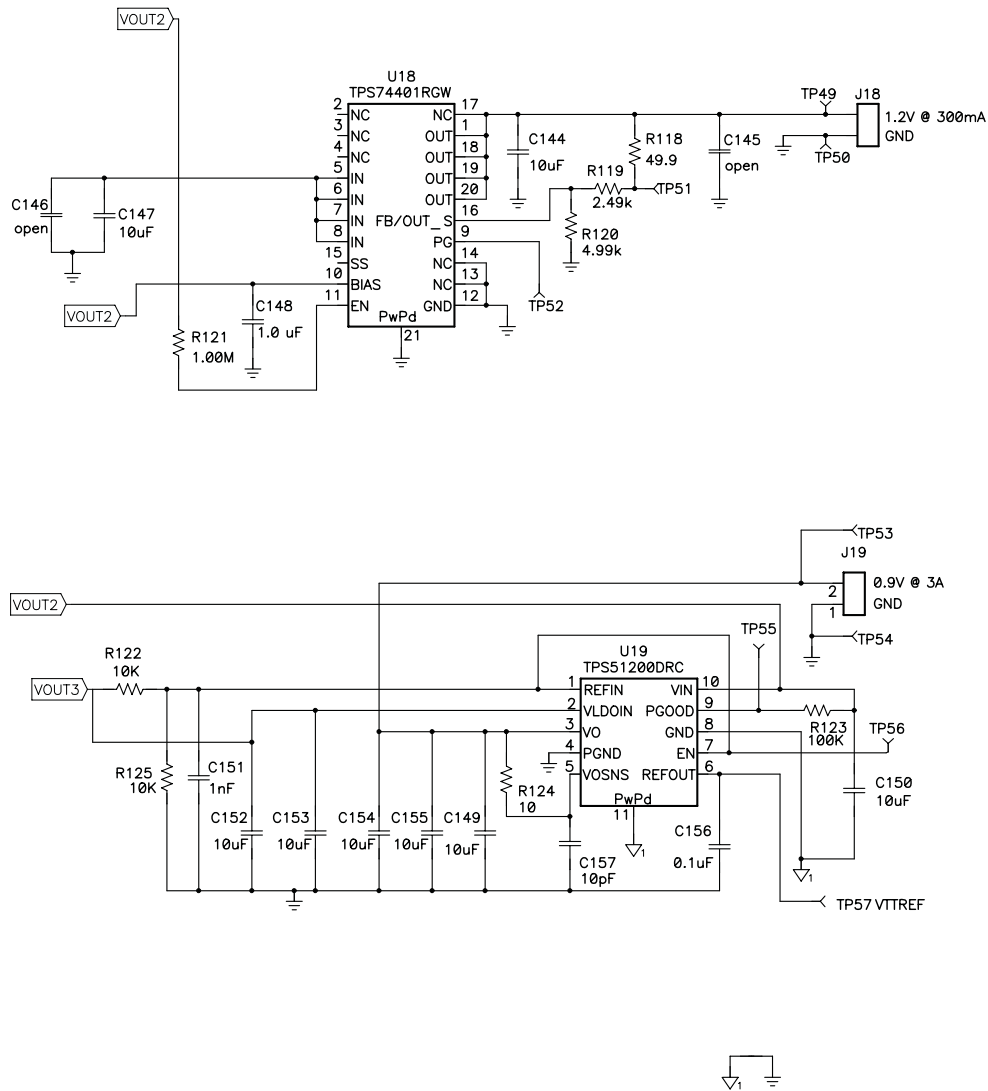 VOUT2
U18
TPS74401RGW
2 NC
3 NC
4 NC
5 IN
6 IN
7 IN
8 IN
15 SS
10 BIAS
11 EN
NC 17
OUT 1
OUT 18
OUT 19
OUT 20
FB/OUT_S 16
PG 9
NC 14
NC 13
GND 12
PwPd
21
TP49
J18
1.2V @ 300mA
GND
TP50
C144
10uF
R118
49.9
C145
open
R119
2.49k
TP51
R120
4.99k
TP52
C146
open
C147
10uF
VOUT2
C148
1.0 uF
R121
1.00M
TP53
J19
0.9V @ 3A
2
GND
1
TP54
VOUT2
TP55
U19
TPS51200DRC
R122
10K
VOUT3
1 REFIN
2 VLDOIN
3 VO
4 PGND
5 VOSNS
VIN 10
PGOOD 9
GND 8
EN 7
REFOUT 6
PwPd
11
1
R123
100K
TP56
R125
10K
C151
1nF
R124
10
C150
10uF
C152
10uF
C153
10uF
C154
10uF
C155
10uF
C149
10uF
C157
10pF
C156
0.1uF
1
TP57 VTTREF
1